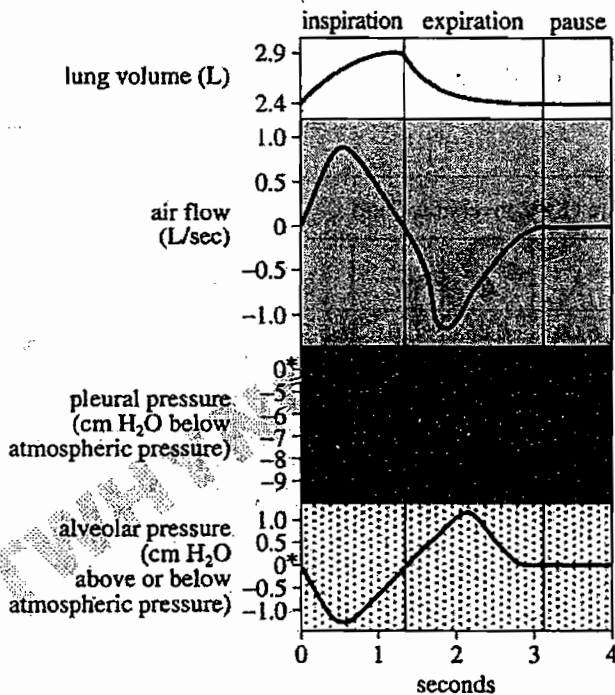 inspiration expiration pause
lung volume (L)
2.9
2.4
air flow
(L/sec)
1.0
0.5
0
−0.5
−1.0
pleural pressure
(cm H₂O below
atmospheric pressure)
0*
−5
−6
−7
−8
−9
alveolar pressure
(cm H₂O
above or below
atmospheric pressure)
1.0
0.5
0*
−0.5
−1.0
0 1 2 3 4
seconds